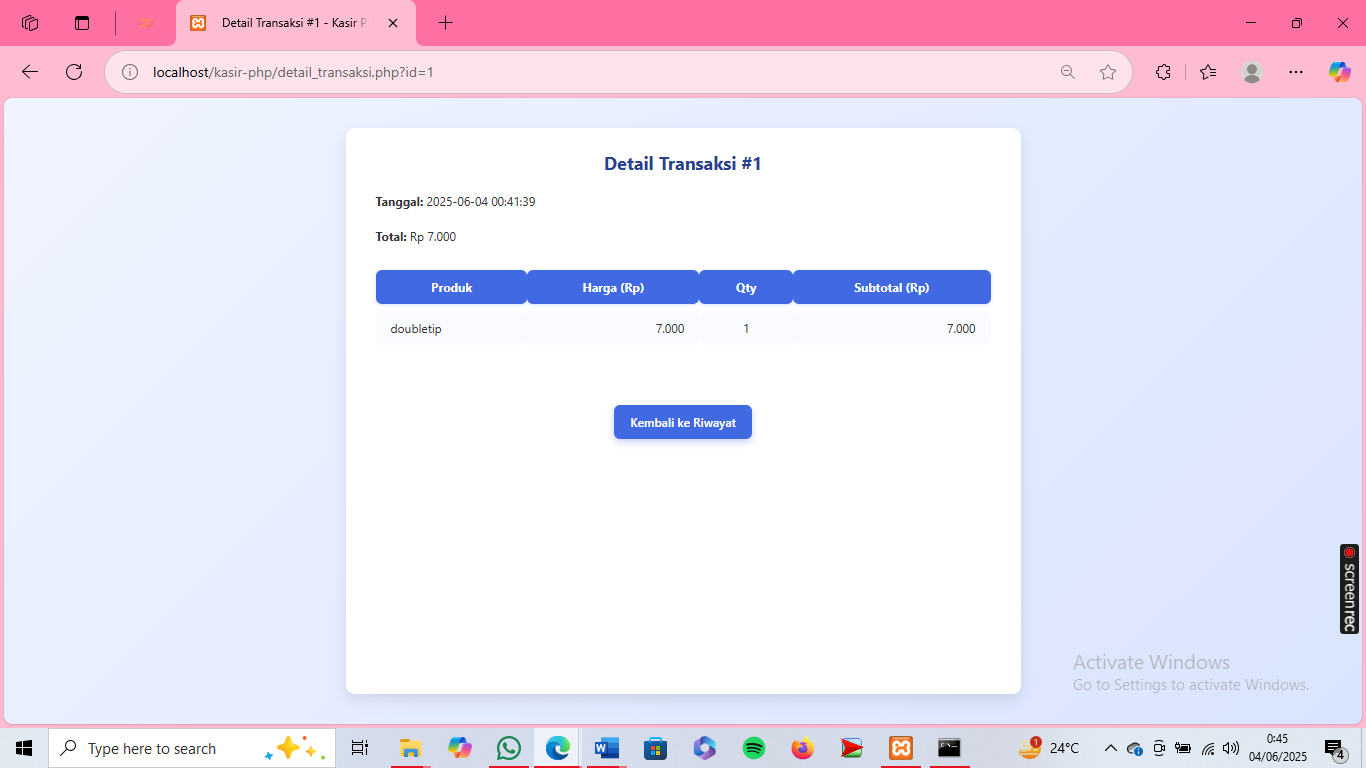 Detail Transaksi #1 - Kasir P
localhost/kasir-php/detail_transaksi.php?id=1
Detail Transaksi #1
Tanggal: 2025-06-04 00:41:39
Total: Rp 7.000
Produk Harga (Rp) Qty Subtotal (Rp)
doubletip 7.000 1 7.000
Kembali ke Riwayat
screen rec
Activate Windows
Go to Settings to activate Windows.
Type here to search
1
24°C
0:45
04/06/2025
4